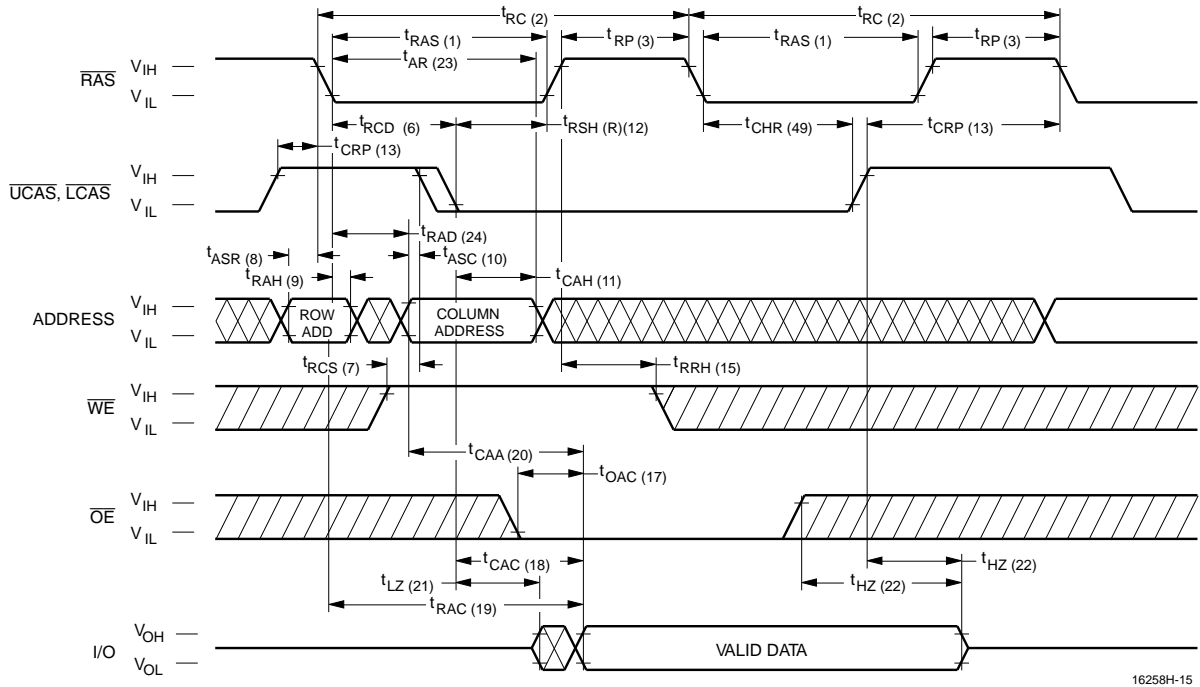 tRC (2) tRC (2)
tRAS (1) tRP (3) tRAS (1) tRP (3)
tAR (23)
RAS VIH
VIL
tRCD (6) tRSH (R)(12) tCHR (49) tCRP (13)
tCRP (13)
UCAS, LCAS VIH
VIL
tRAD (24)
tASR (8) tASC (10)
tRAH (9) tCAH (11)
ADDRESS VIH
VIL
ROW
ADD
COLUMN
ADDRESS
tRCS (7) tRRH (15)
WE VIH
VIL
tCAA (20)
tOAC (17)
OE VIH
VIL
tCAC (18) tHZ (22)
tLZ (21) tHZ (22)
tRAC (19)
I/O VOH
VOL
VALID DATA
16258H-15